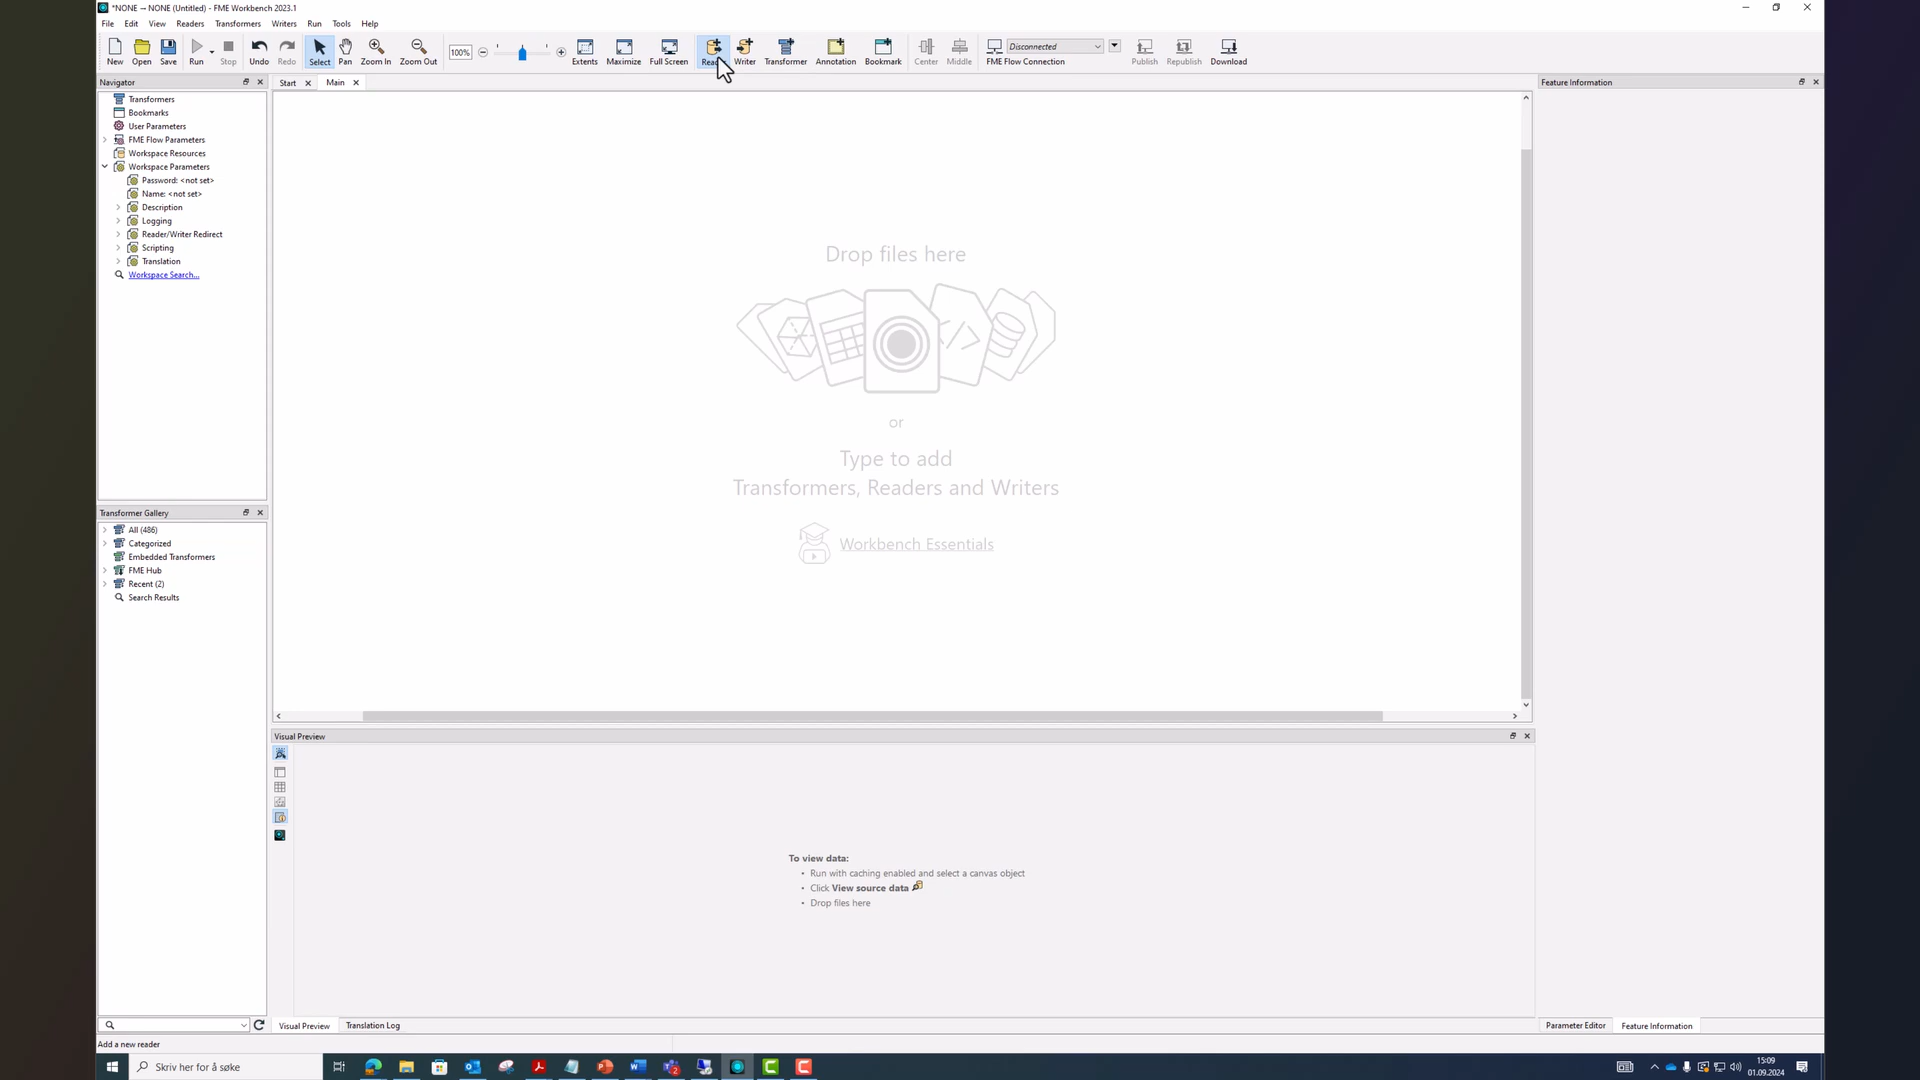 *NONE → NONE (Untitled) - FME Workbench 2023.1
File Edit View Readers Transformers Writers Run Tools Help
New Open Save Run Stop Undo Redo Select Pan Zoom In Zoom Out 100% Extents Maximize Full Screen Writer Transformer Annotation Bookmark Center Middle Disconnected FME Flow Connection Publish Republish Download
Navigator
Start
Main
Feature Information
Transformers
Bookmarks
User Parameters
FME Flow Parameters
Workspace Resources
Workspace Parameters
Password: <not set>
Name: <not set>
Description
Logging
Reader/Writer Redirect
Scripting
Translation
Workspace Search...
Drop files here
or
Type to add
Transformers, Readers and Writers
Workbench Essentials
Transformer Gallery
All (486)
Categorized
Embedded Transformers
FME Hub
Recent (2)
Search Results
Visual Preview
To view data:
• Run with caching enabled and select a canvas object
• Click View source data
• Drop files here
Visual Preview
Translation Log
Parameter Editor
Feature Information
Add a new reader
Skriv her for å søke
15:09
01.09.2024